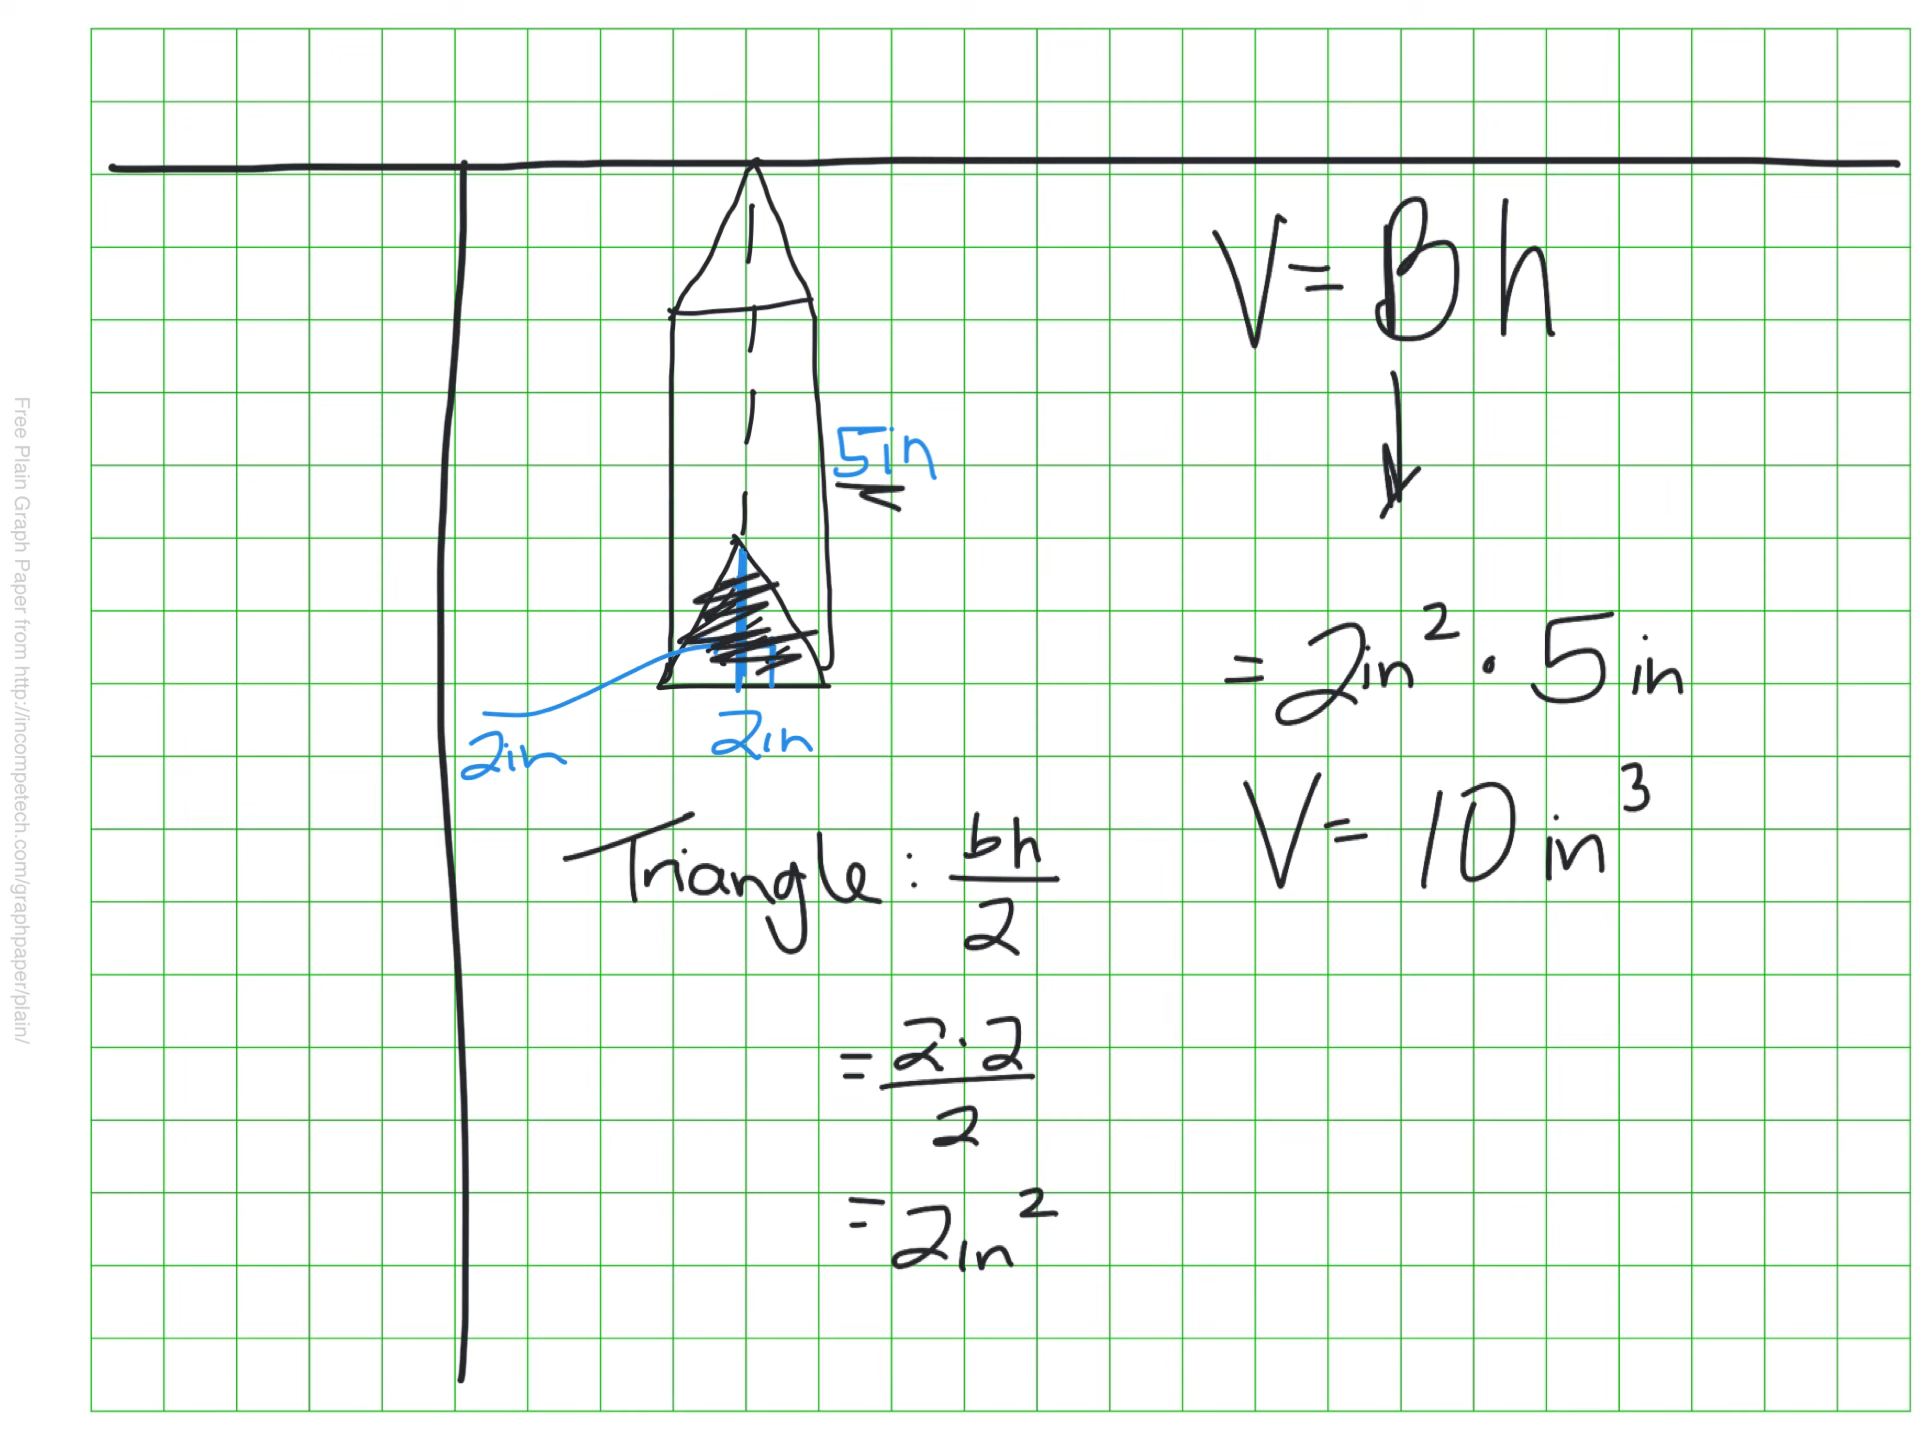 5in
2in
2in
Triangle: bh
2
= 2·2
2
= 2in²
V = Bh
= 2in² · 5in
V = 10in³
Free Plain Graph Paper from http://incompetech.com/graphpaper/plain/